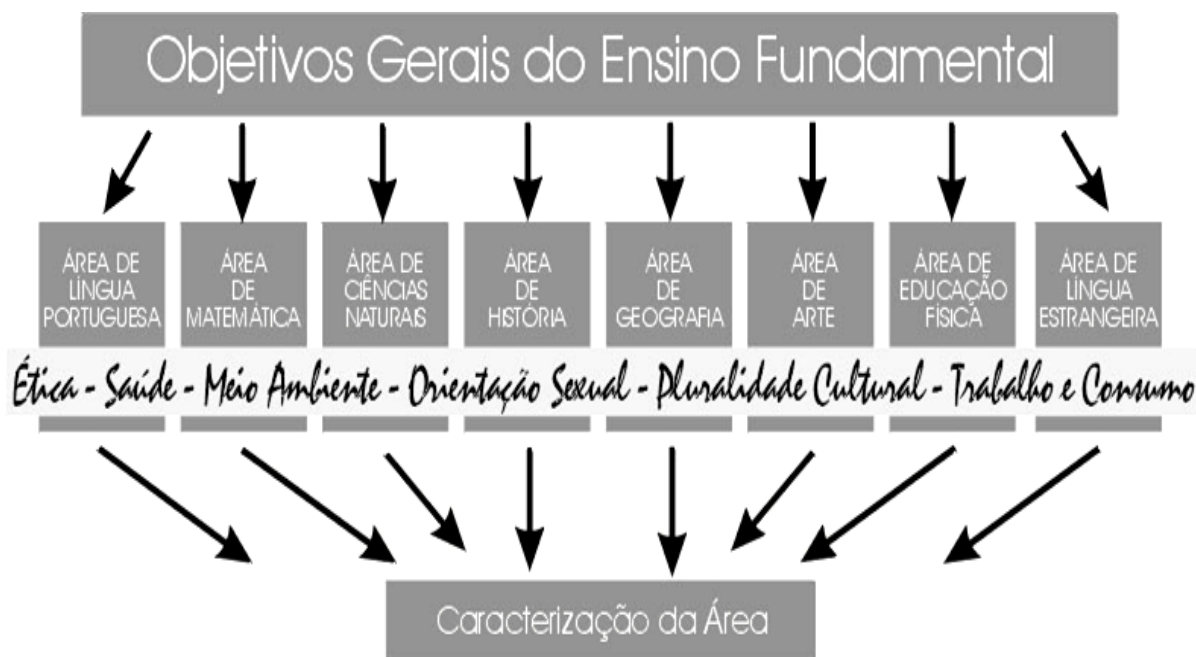 Objetivos Gerais do Ensino Fundamental
ÁREA DE
LÍNGUA
PORTUGUESA
ÁREA
DE
MATEMÁTICA
ÁREA DE
CIÊNCIAS
NATURAIS
ÁREA
DE
HISTÓRIA
ÁREA
DE
GEOGRAFIA
ÁREA
DE
ARTE
ÁREA DE
EDUCAÇÃO
FÍSICA
ÁREA DE
LÍNGUA
ESTRANGEIRA
Ética - Saúde - Meio Ambiente - Orientação Sexual - Pluralidade Cultural - Trabalho e Consumo
Caracterização da Área